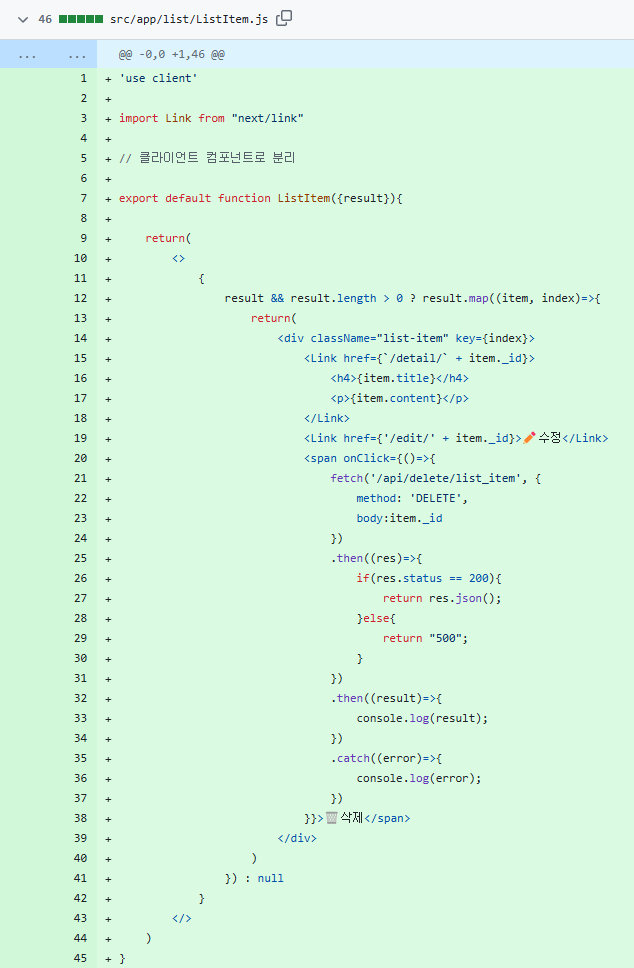 46 src/app/list/ListItem.js
... ... @@ -0,0 +1,46 @@
1 + 'use client'
2 +
3 + import Link from "next/link"
4 +
5 + // 클라이언트 컴포넌트로 분리
6 +
7 + export default function ListItem({result}){
8 +
9 +     return(
10 +         <>
11 +             {
12 +                 result && result.length > 0 ? result.map((item, index)=>{
13 +                     return(
14 +                         <div className="list-item" key={index}>
15 +                             <Link href={`/detail/` + item._id}>
16 +                                 <h4>{item.title}</h4>
17 +                                 <p>{item.content}</p>
18 +                             </Link>
19 +                             <Link href={'/edit/' + item._id}>✏️수정</Link>
20 +                             <span onClick={()=>{
21 +                                 fetch('/api/delete/list_item', {
22 +                                     method: 'DELETE',
23 +                                     body:item._id
24 +                                 })
25 +                                 .then((res)=>{
26 +                                     if(res.status == 200){
27 +                                         return res.json();
28 +                                     }else{
29 +                                         return "500";
30 +                                     }
31 +                                 })
32 +                                 .then((result)=>{
33 +                                     console.log(result);
34 +                                 })
35 +                                 .catch((error)=>{
36 +                                     console.log(error);
37 +                                 })
38 +                             }}>🗑️삭제</span>
39 +                         </div>
40 +                     )
41 +                 }) : null
42 +             }
43 +         </>
44 +     )
45 + }